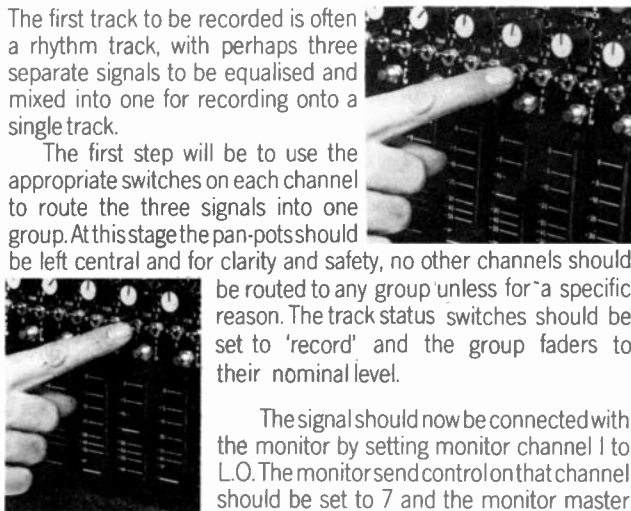 The first track to be recorded is often
a rhythm track, with perhaps three
separate signals to be equalised and
mixed into one for recording onto a
single track.
The first step will be to use the
appropriate switches on each channel
to route the three signals into one
group. At this stage the pan-pots should
be left central and for clarity and safety, no other channels should
be routed to any group unless for a specific
reason. The track status switches should be
set to 'record' and the group faders to
their nominal level.
The signal should now be connected with
the monitor by setting monitor channel I to
L.O. The monitor send control on that channel
should be set to 7 and the monitor master